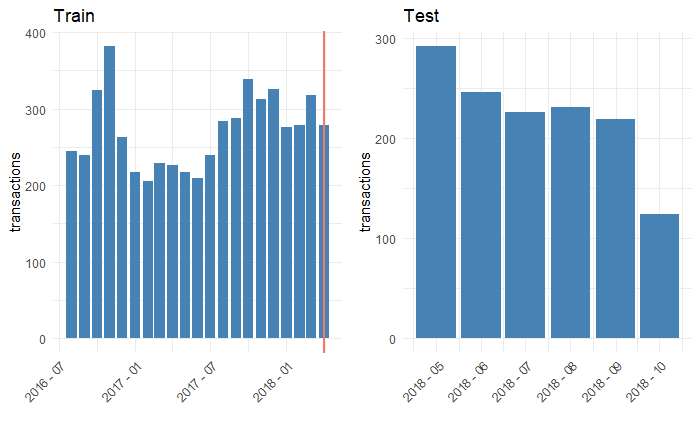 Train
transactions
400
300
200
100
0
2016 - 07
2017 - 01
2017 - 07
2018 - 01
Test
transactions
300
200
100
0
2018 - 05
2018 - 06
2018 - 07
2018 - 08
2018 - 09
2018 - 10